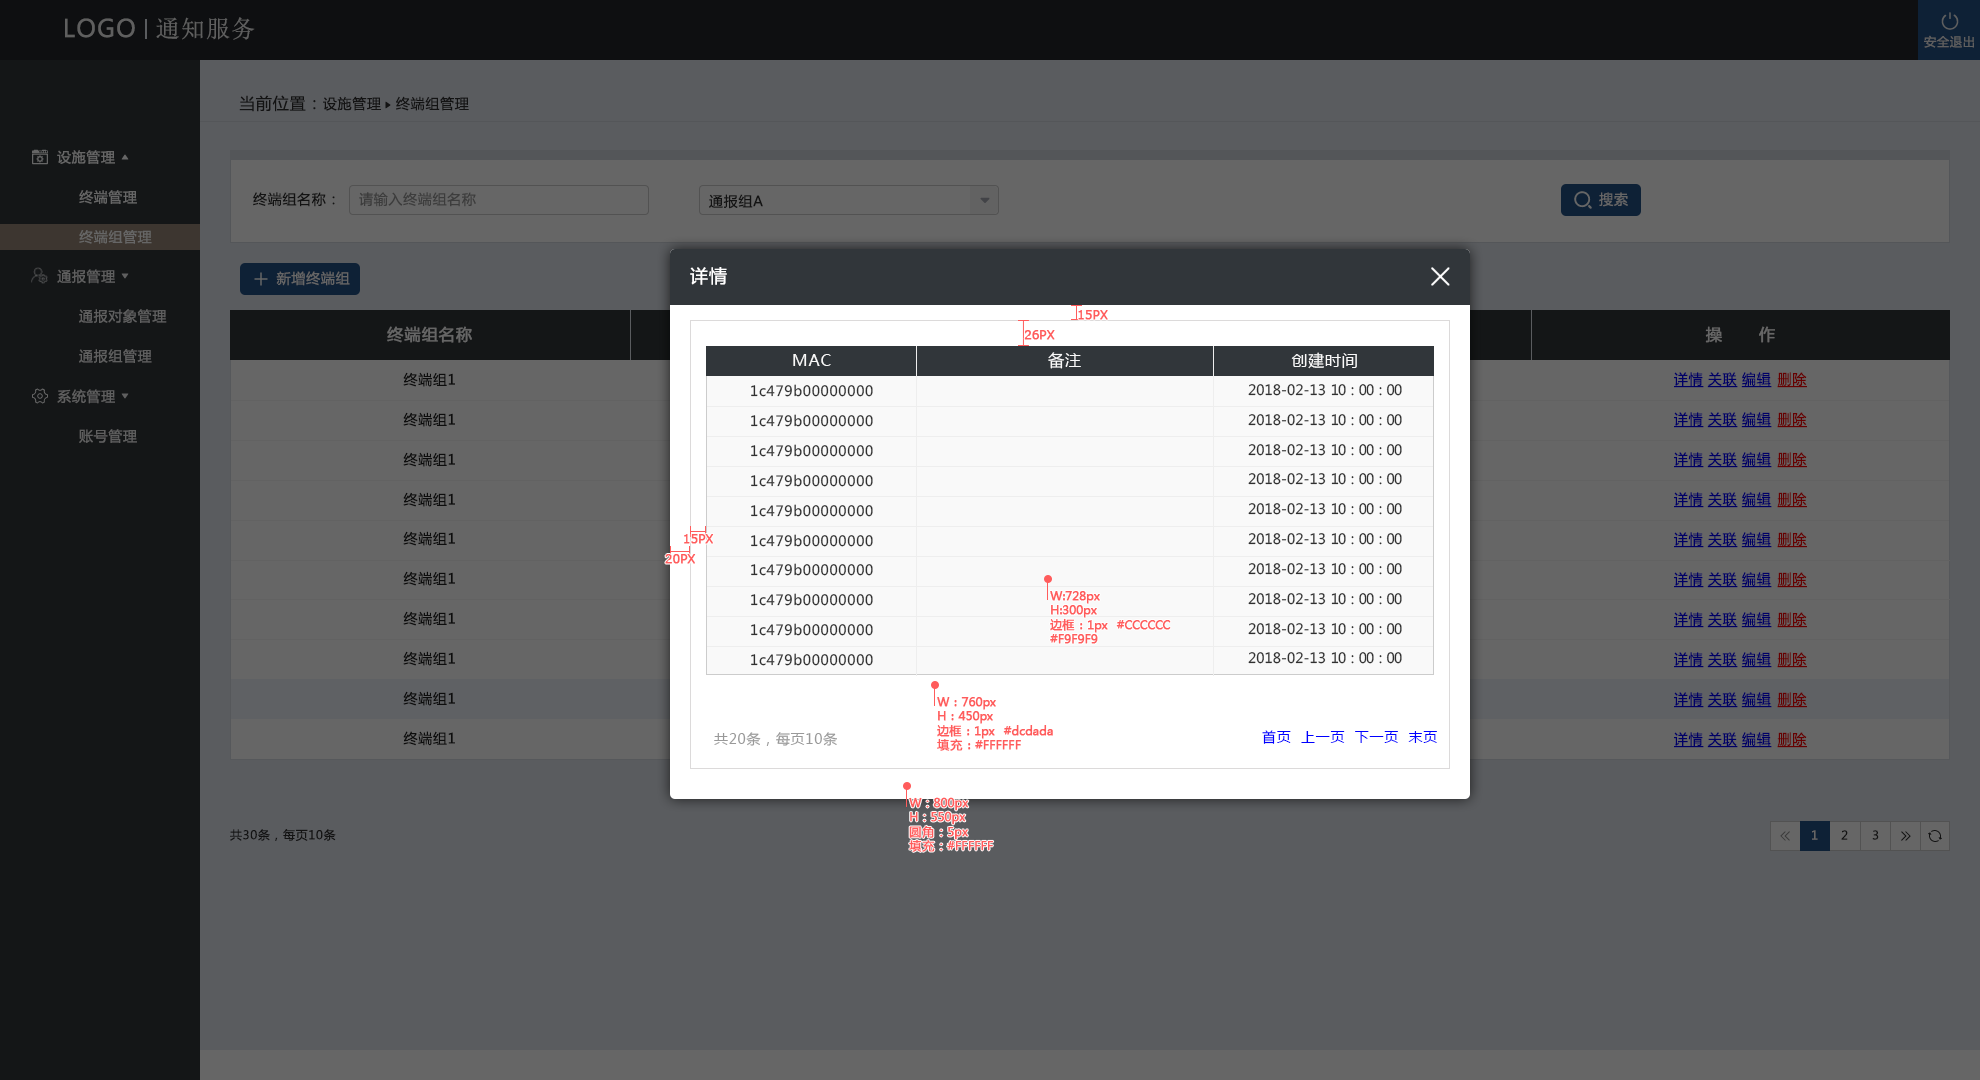 LOGO | 通知服务
安全退出
当前位置：设施管理 ▸ 终端组管理
设施管理
终端管理
终端组管理
通报管理
通报对象管理
通报组管理
系统管理
账号管理
终端组名称：
请输入终端组名称
通报组A
搜索
新增终端组
终端组名称
操 作
终端组1
详情 关联 编辑 删除
终端组1
详情 关联 编辑 删除
终端组1
详情 关联 编辑 删除
终端组1
详情 关联 编辑 删除
终端组1
详情 关联 编辑 删除
终端组1
详情 关联 编辑 删除
终端组1
详情 关联 编辑 删除
终端组1
详情 关联 编辑 删除
终端组1
详情 关联 编辑 删除
终端组1
详情 关联 编辑 删除
共30条，每页10条
« 1 2 3 »
详情
15PX
26PX
MAC 备注 创建时间
1c479b00000000 2018-02-13 10：00：00
1c479b00000000 2018-02-13 10：00：00
1c479b00000000 2018-02-13 10：00：00
1c479b00000000 2018-02-13 10：00：00
1c479b00000000 2018-02-13 10：00：00
1c479b00000000 2018-02-13 10：00：00
1c479b00000000 2018-02-13 10：00：00
1c479b00000000 2018-02-13 10：00：00
1c479b00000000 2018-02-13 10：00：00
1c479b00000000 2018-02-13 10：00：00
15PX
20PX
W:728px
H:300px
边框：1px #CCCCCC
#F9F9F9
W：760px
H：450px
边框：1px #dcdada
填充：#FFFFFF
共20条，每页10条
首页 上一页 下一页 末页
W：800px
H：550px
圆角：5px
填充：#FFFFFF